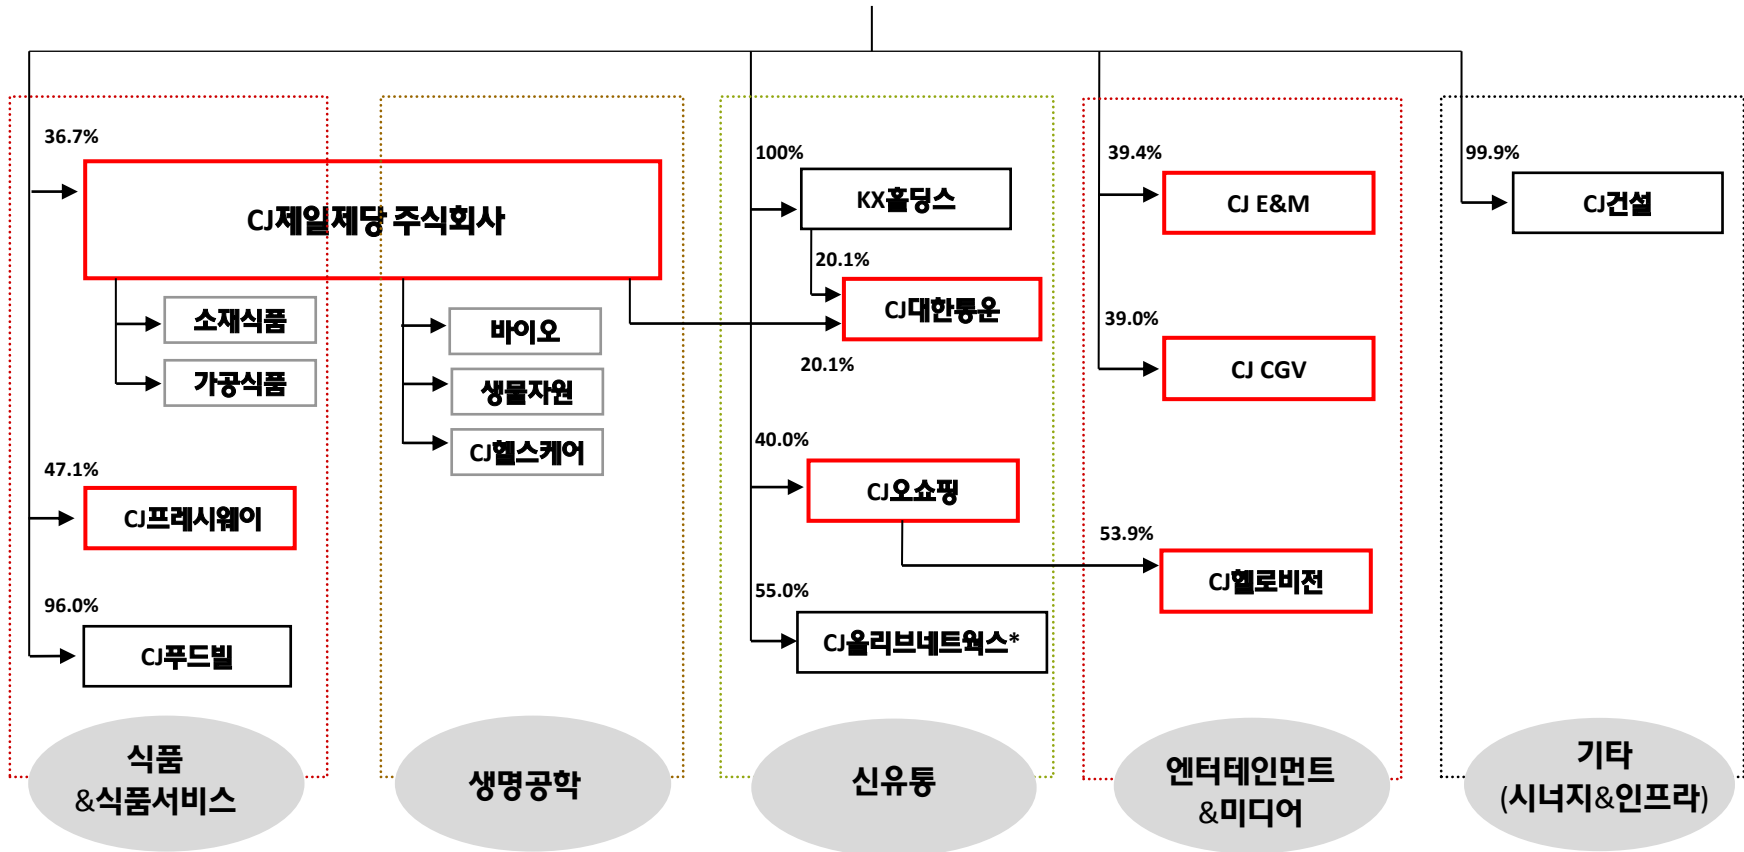 36.7%
CJ제일제당 주식회사
소재식품
가공식품
47.1%
CJ프레시웨이
96.0%
CJ푸드빌
식품
&식품서비스
바이오
생물자원
CJ헬스케어
생명공학
100%
KX홀딩스
20.1%
CJ대한통운
20.1%
40.0%
CJ오쇼핑
55.0%
CJ올리브네트웍스*
신유통
39.4%
CJ E&M
39.0%
CJ CGV
53.9%
CJ헬로비전
엔터테인먼트
&미디어
99.9%
CJ건설
기타
(시너지&인프라)